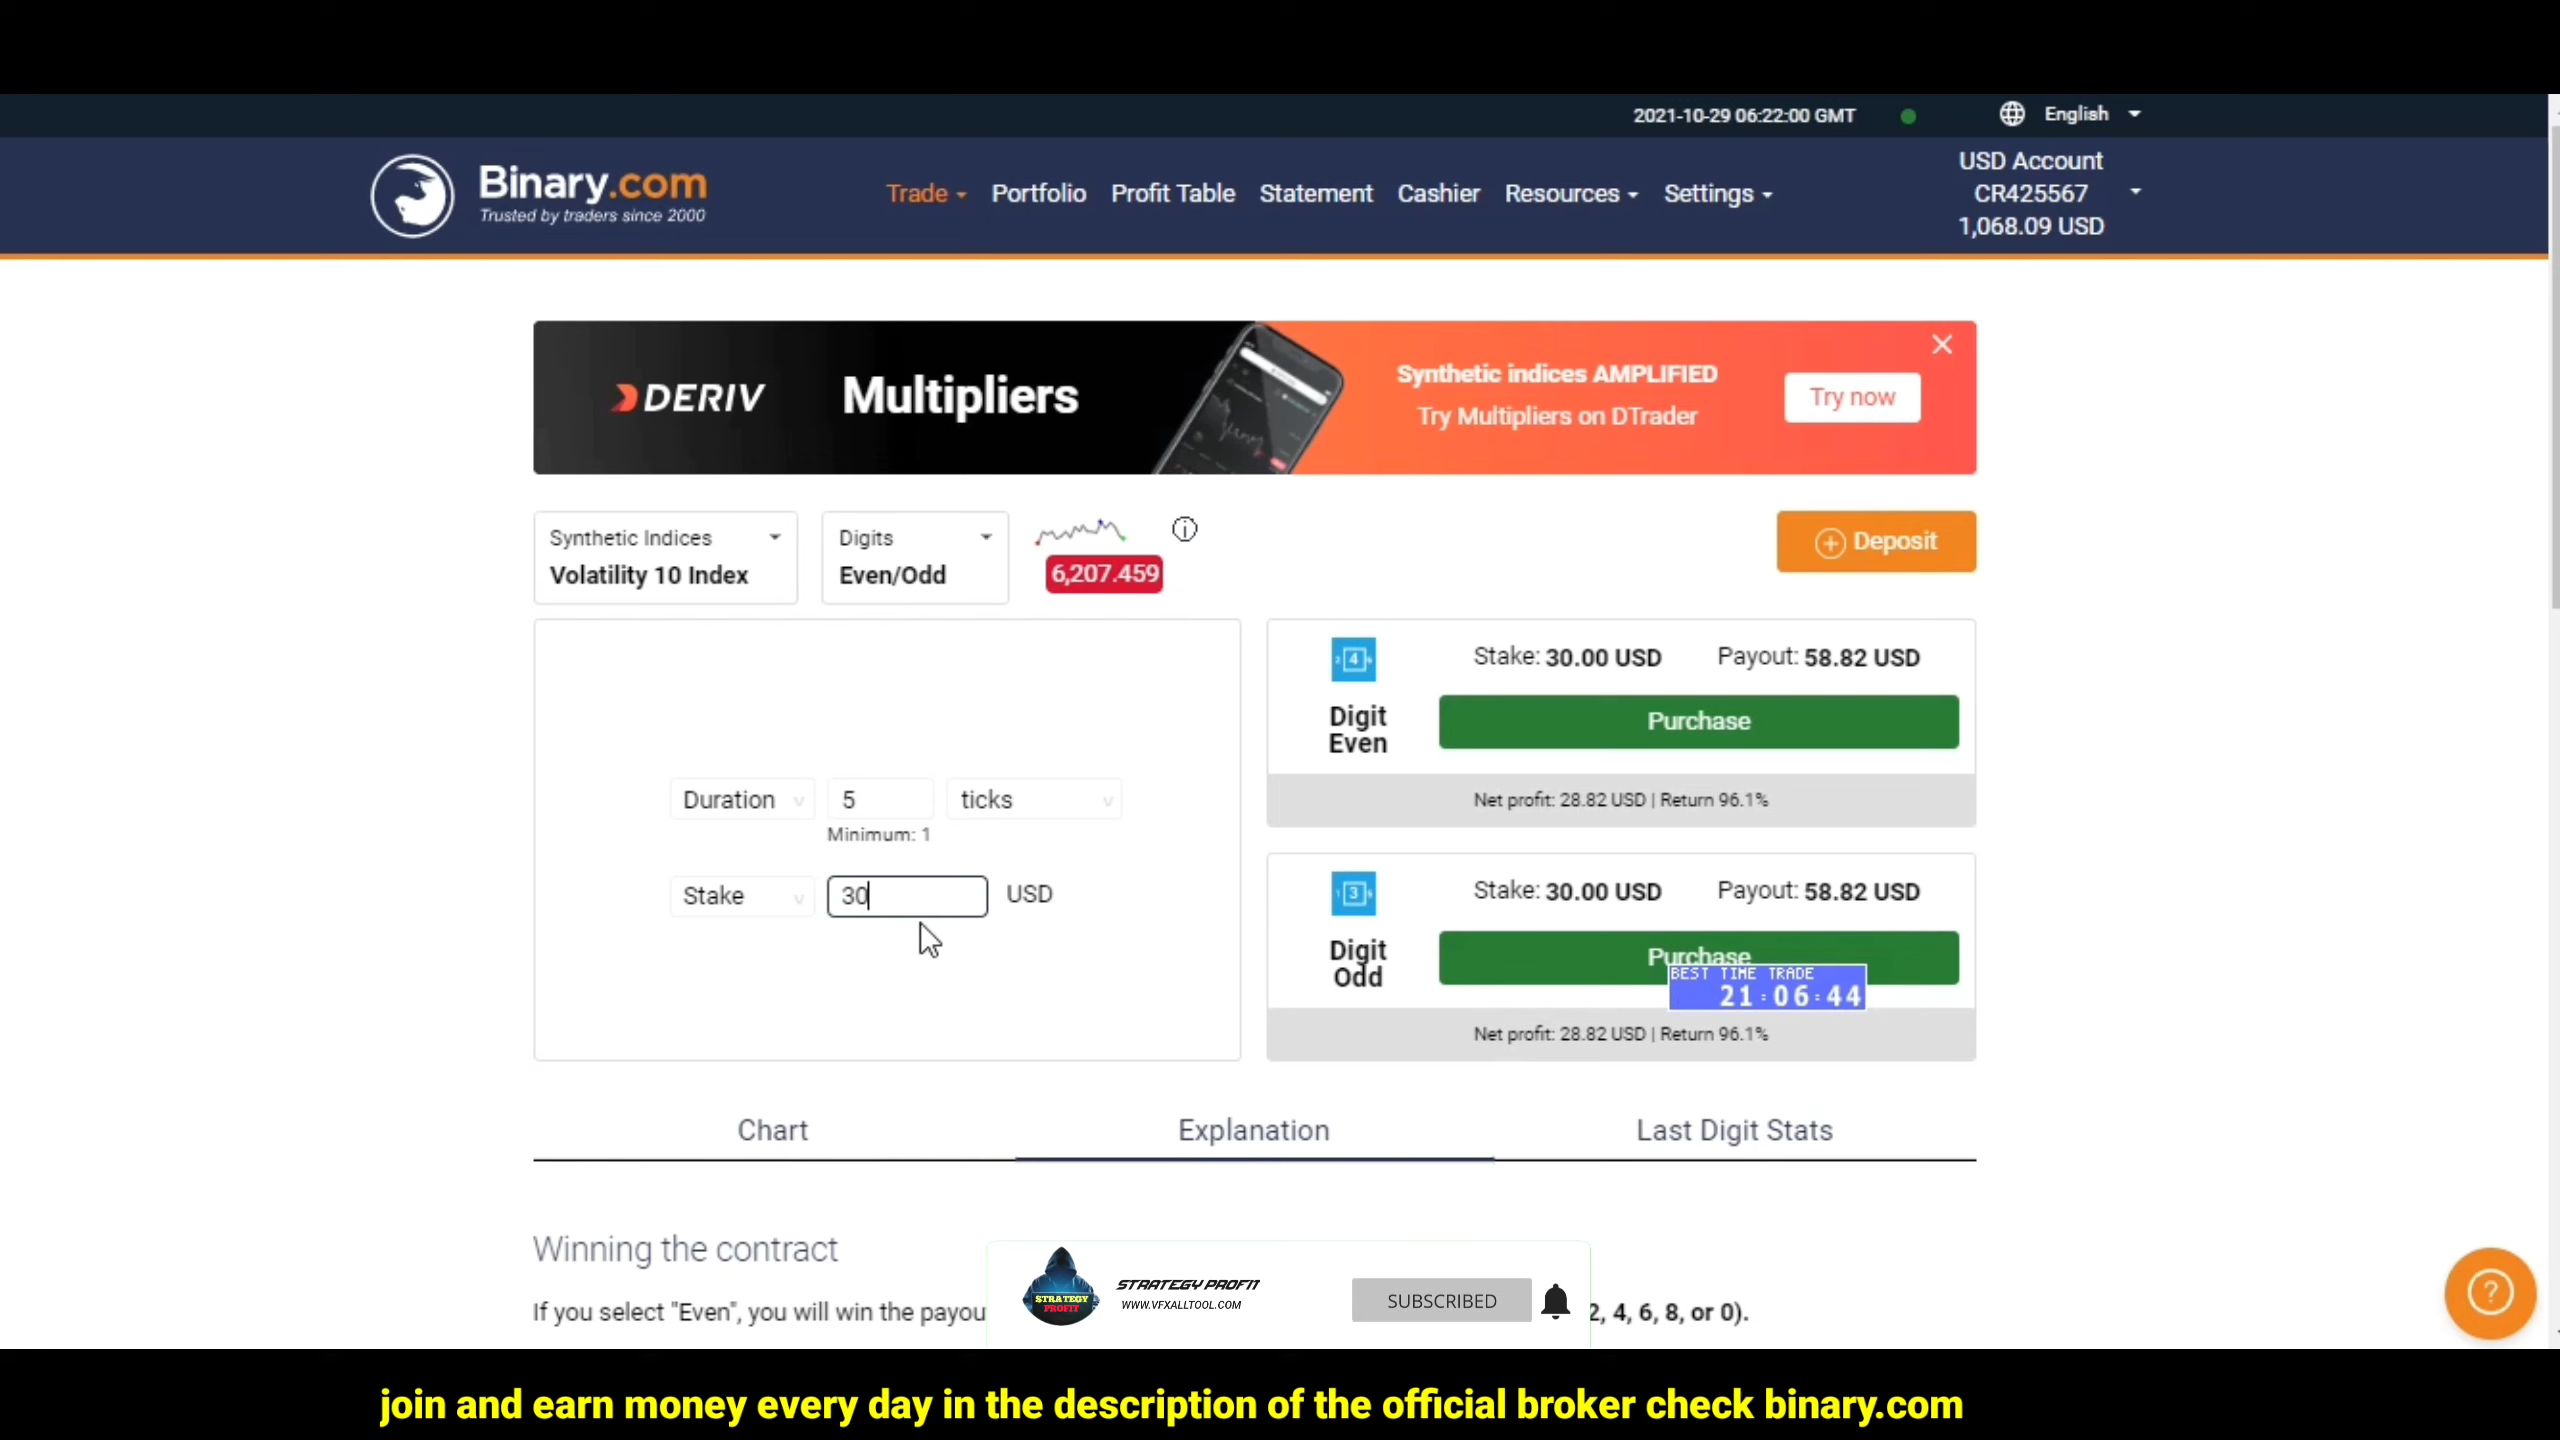 2021-10-29 06:22:00 GMT
English
Binary.com
Trusted by traders since 2000
Trade
Portfolio
Profit Table
Statement
Cashier
Resources
Settings
USD Account
CR425567
1,068.09 USD
DERIV
Multipliers
Synthetic indices AMPLIFIED
Try Multipliers on DTrader
Try now
Synthetic Indices
Volatility 10 Index
Digits
Even/Odd
6,207.459
Deposit
Duration
5
ticks
Minimum: 1
Stake
30
USD
4
Digit
Even
Stake: 30.00 USD
Payout: 58.82 USD
Purchase
Net profit: 28.82 USD | Return 96.1%
3
Digit
Odd
Stake: 30.00 USD
Payout: 58.82 USD
Purchase
BEST TIME TRADE
21:06:44
Net profit: 28.82 USD | Return 96.1%
Chart
Explanation
Last Digit Stats
Winning the contract
If you select "Even", you will win the payou
2, 4, 6, 8, or 0).
STRATEGY
PROFIT
STRATEGY PROFIT
WWW.VFXALLTOOL.COM
SUBSCRIBED
join and earn money every day in the description of the official broker check binary.com